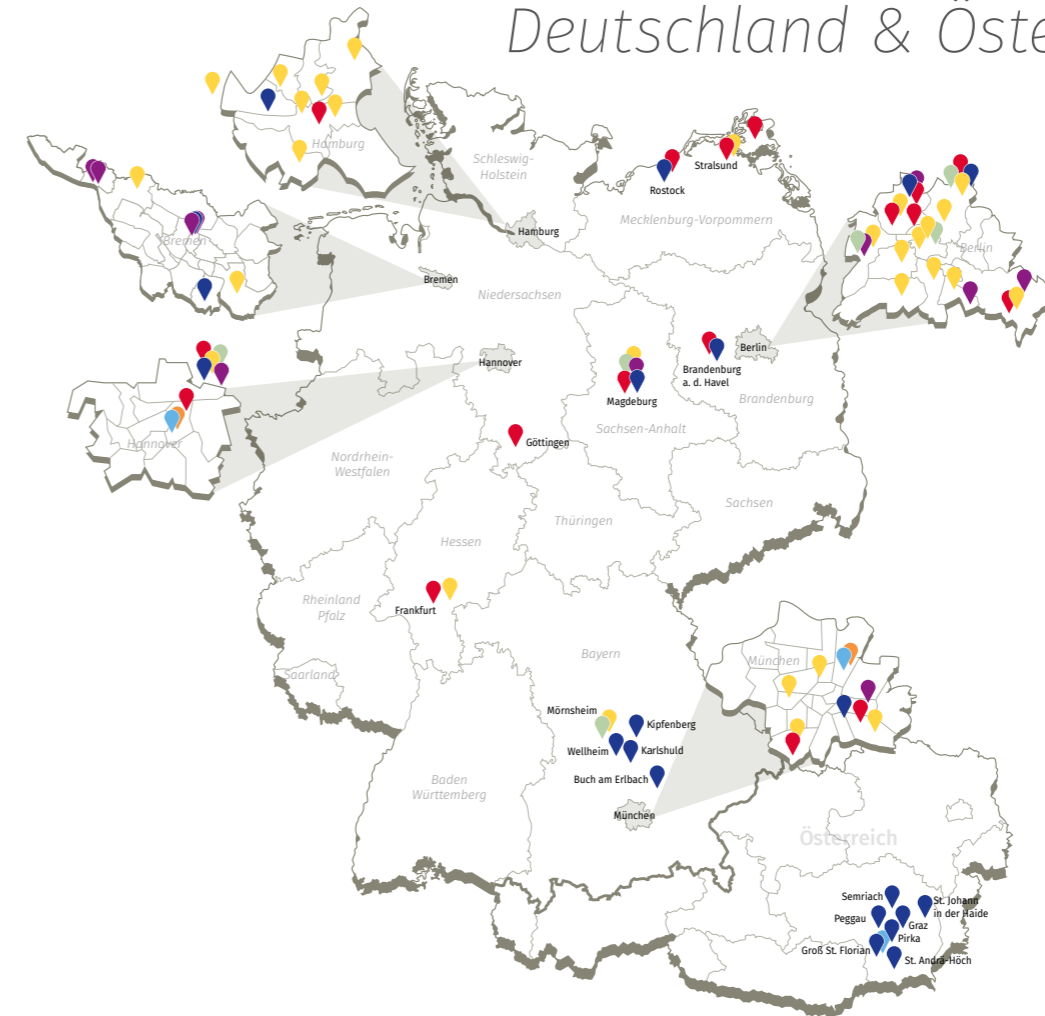 Deutschland & Öste
Hamburg
Schleswig-
Holstein
Stralsund
Rostock
Mecklenburg-Vorpommern
Hamburg
Bremen
Berlin
Bremen
Niedersachsen
Berlin
Hannover
Brandenburg
a. d. Havel
Magdeburg
Brandenburg
Sachsen-Anhalt
Hannover
Göttingen
Nordrhein-
Westfalen
Sachsen
Thüringen
Hessen
Rheinland
Pfalz
Frankfurt
Bayern
München
Saarland
Mörnsheim
Kipfenberg
Wellheim
Karlshuld
Buch am Erlbach
Baden
Württemberg
München
Österreich
Semriach
St. Johann
in der Haide
Peggau
Graz
Pirka
Groß St. Florian
St. Andrä-Höch